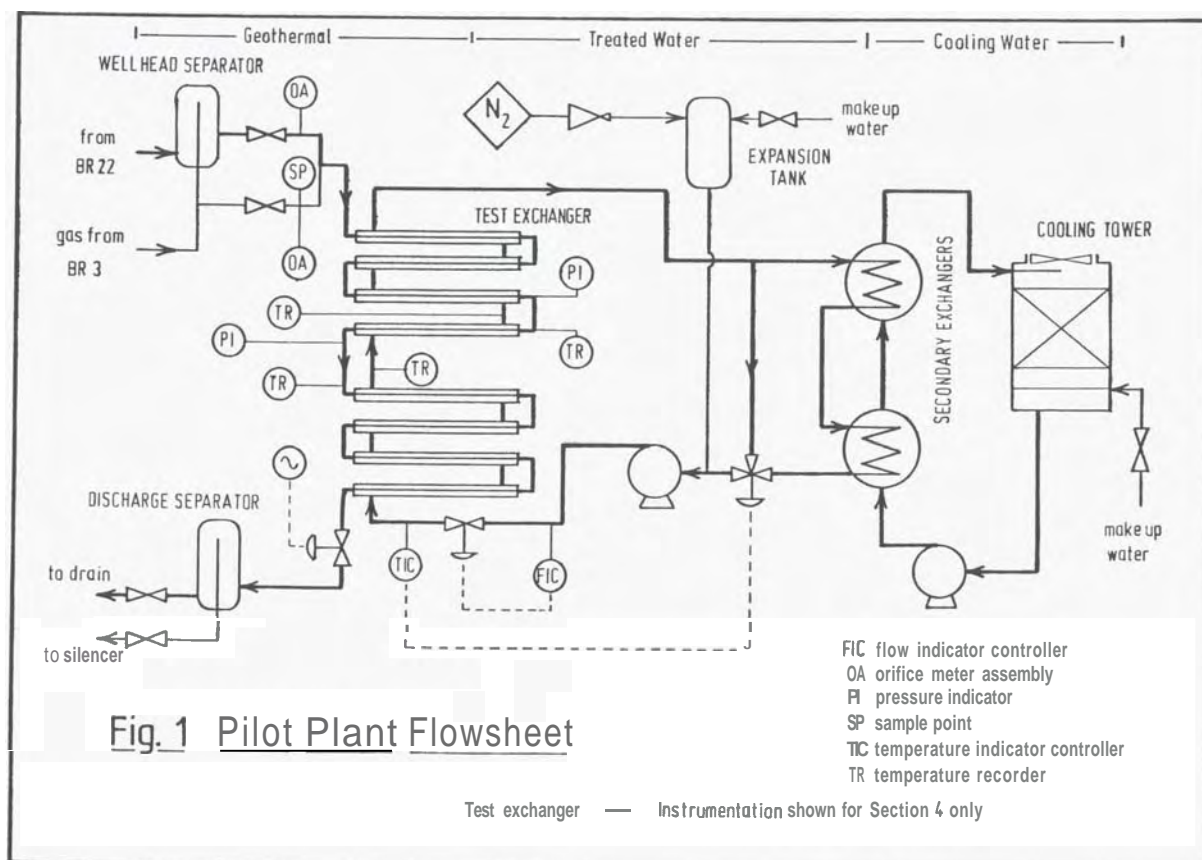 Geothermal
Treated Water
Cooling Water
WELLHEAD SEPARATOR
OA
from
BR 22
SP
gas from
BR 3
OA
N2
make up
water
EXPANSION
TANK
TEST EXCHANGER
COOLING TOWER
SECONDARY EXCHANGERS
PI
TR
PI
TR
TR
TR
DISCHARGE SEPARATOR
to drain
to silencer
TIC
FIC
make up
water
FIC flow indicator controller
OA orifice meter assembly
PI pressure indicator
SP sample point
TIC temperature indicator controller
TR temperature recorder
Fig. 1 Pilot Plant Flowsheet
Test exchanger — Instrumentation shown for Section 4 only